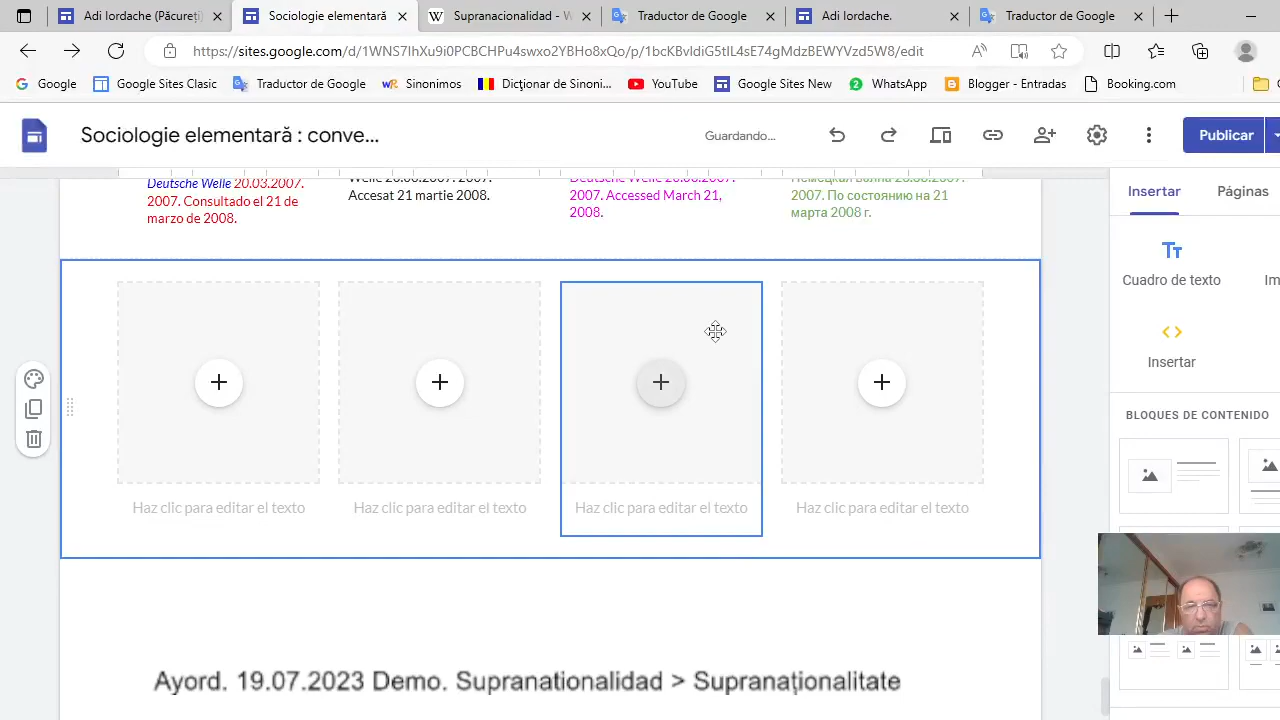 Adi Iordache (Păcureț
Sociologie elementară
Supranacionalidad - W
Traductor de Google
Adi Iordache.
Traductor de Google
https://sites.google.com/d/1WNS7IhXu9i0PCBCHPu4swxo2YBHo8xQo/p/1bcKBvldiG5tIL4sE74gMdzBEWYVzd5W8/edit
Google
Google Sites Clasic
Traductor de Google
Sinonimos
Dicționar de Sinoni...
YouTube
Google Sites New
WhatsApp
Blogger - Entradas
Booking.com
Sociologie elementară : conve...
Guardando...
Publicar
Deutsche Welle 20.03.2007.
2007. Consultado el 21 de
marzo de 2008.
Accesat 21 martie 2008.
2007. Accessed March 21,
2008.
2007. По состоянию на 21
марта 2008 г.
Insertar
Páginas
Cuadro de texto
Im
Insertar
BLOQUES DE CONTENIDO
Haz clic para editar el texto
Haz clic para editar el texto
Haz clic para editar el texto
Haz clic para editar el texto
Ayord. 19.07.2023 Demo. Supranationalidad > Supranaționalitate